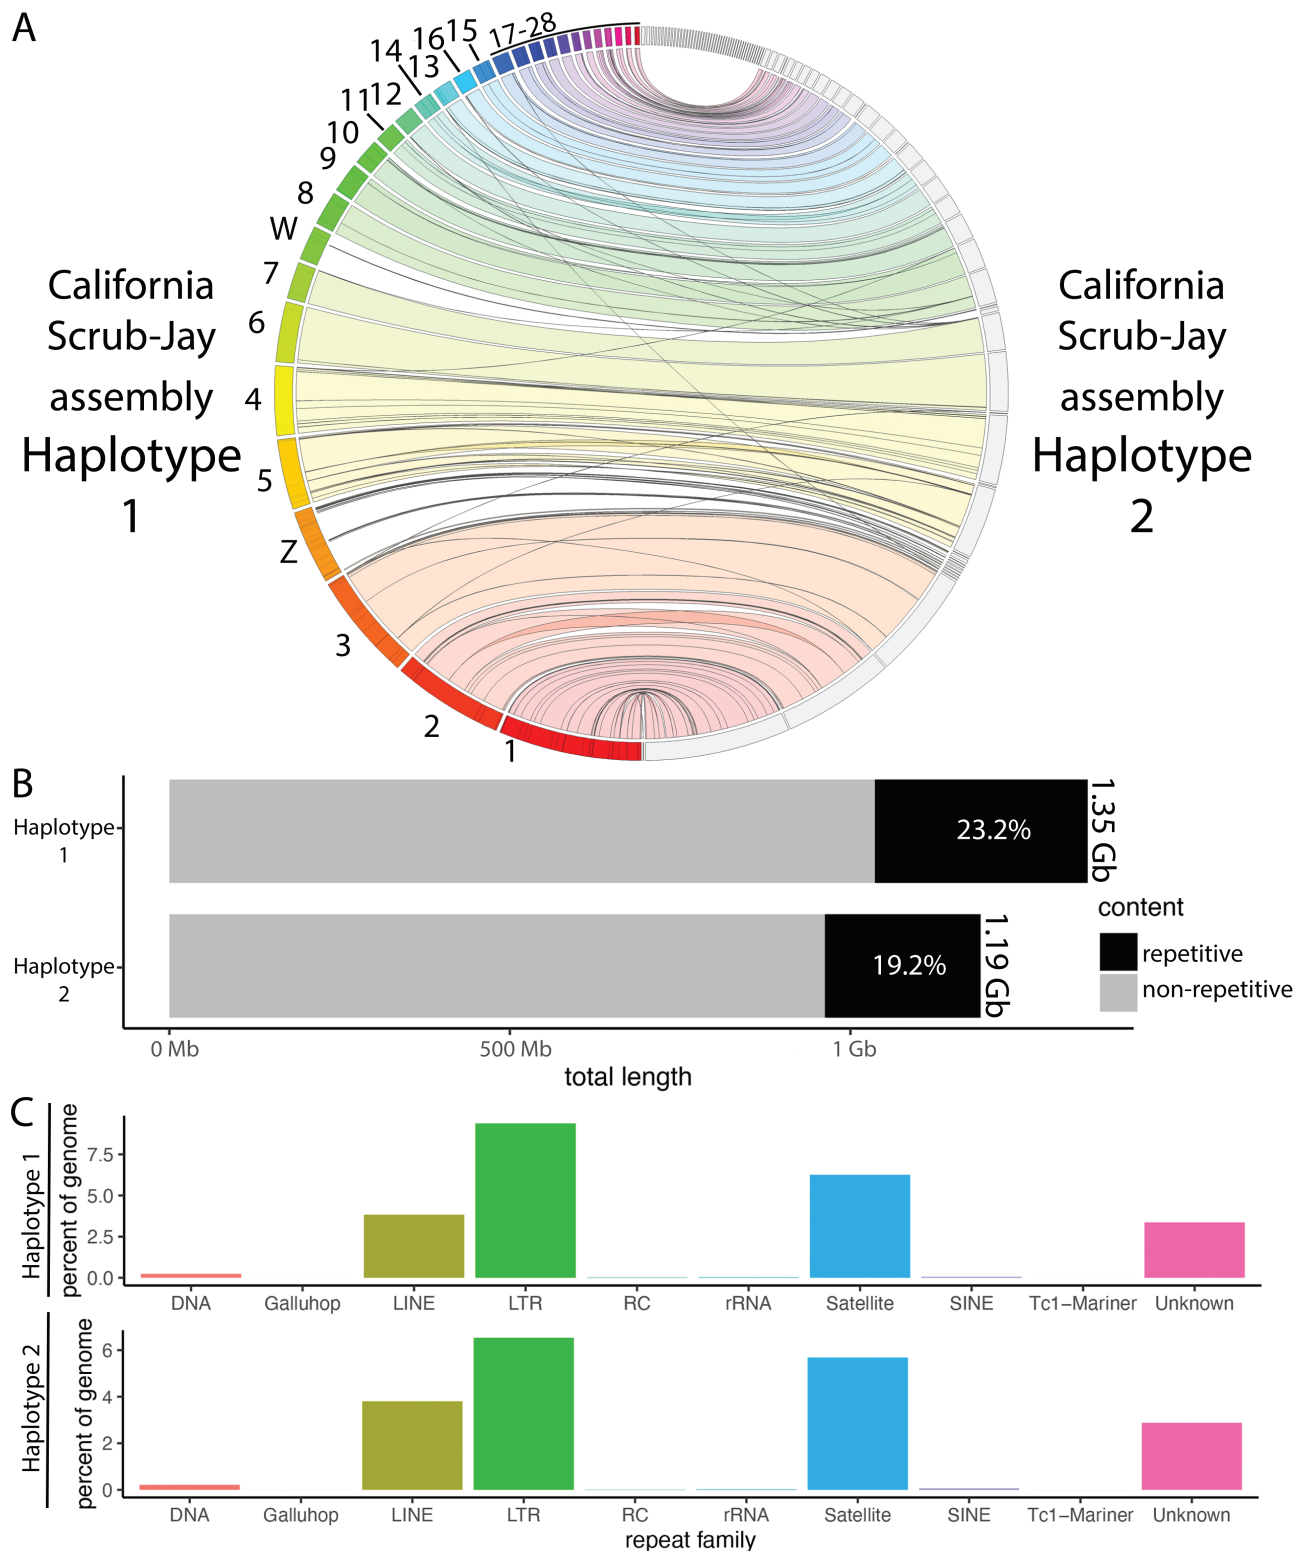 A
17-28
15
16
14
13
12
11
10
9
8
W
7
6
4
5
Z
3
2
1
California
Scrub-Jay
assembly
Haplotype
1
California
Scrub-Jay
assembly
Haplotype
2
B
Haplotype
1
23.2%
1.35 Gb
Haplotype
2
19.2%
1.19 Gb
content
repetitive
non-repetitive
0 Mb
500 Mb
1 Gb
total length
C
Haplotype 1
percent of genome
7.5
5.0
2.5
0.0
DNA
Galluhop
LINE
LTR
RC
rRNA
Satellite
SINE
Tc1−Mariner
Unknown
Haplotype 2
percent of genome
6
4
2
0
DNA
Galluhop
LINE
LTR
RC
rRNA
Satellite
SINE
Tc1−Mariner
Unknown
repeat family